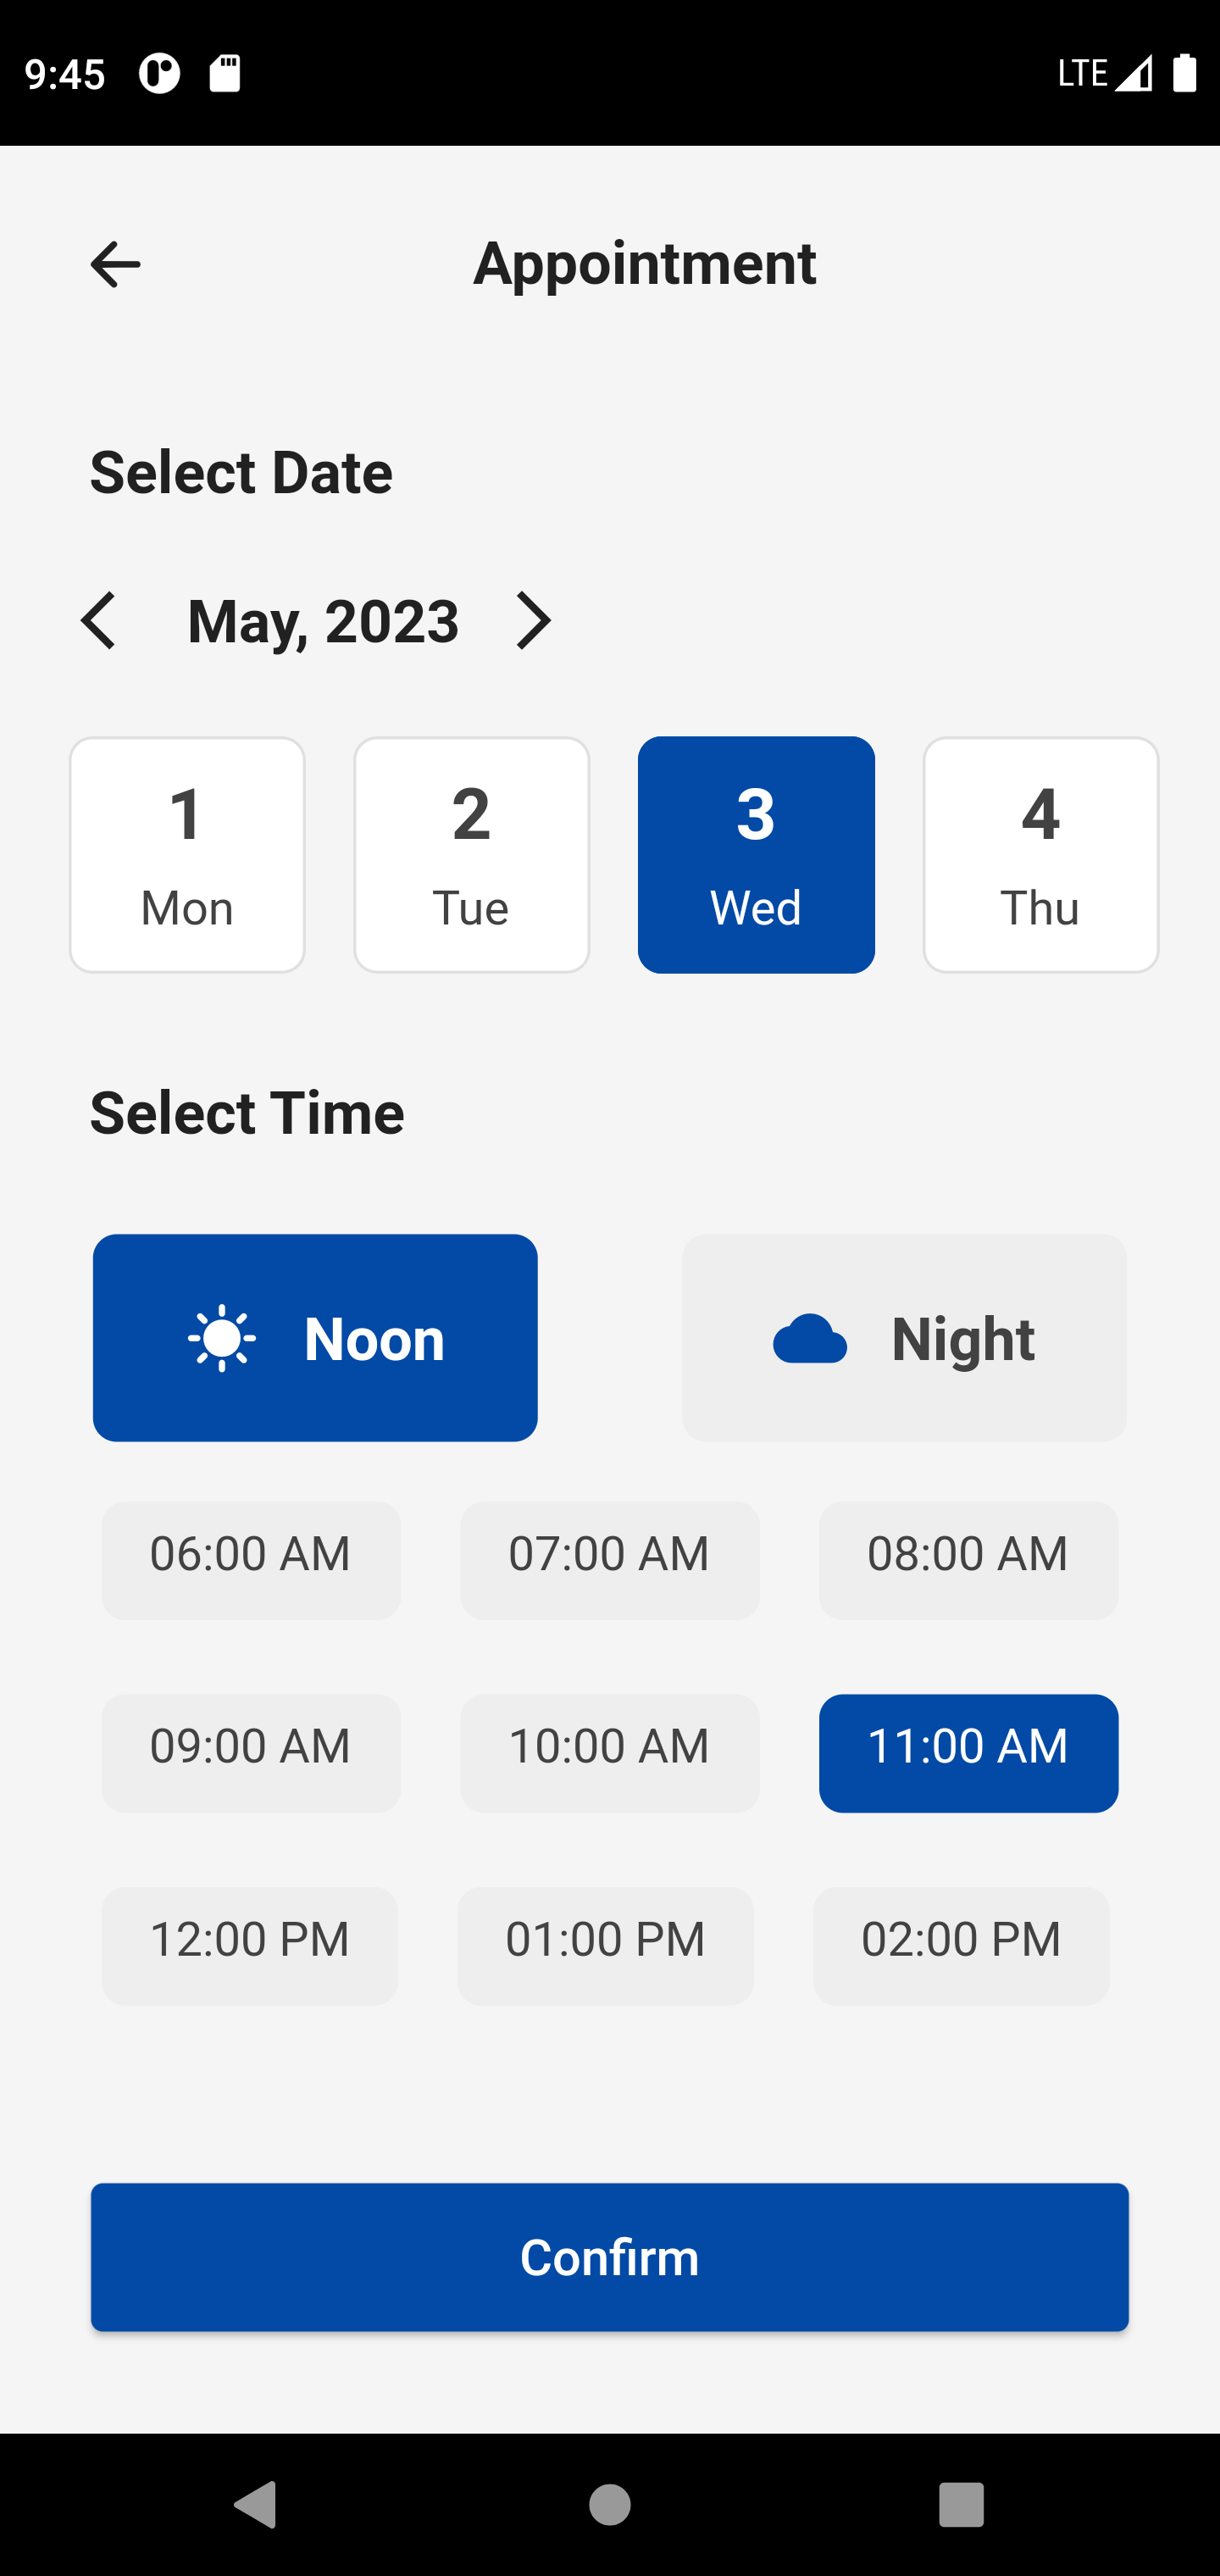 9:45 LTE
Appointment
Select Date
May, 2023
1 2 3 4
Mon Tue Wed Thu
Select Time
Noon Night
06:00 AM 07:00 AM 08:00 AM
09:00 AM 10:00 AM 11:00 AM
12:00 PM 01:00 PM 02:00 PM
Confirm